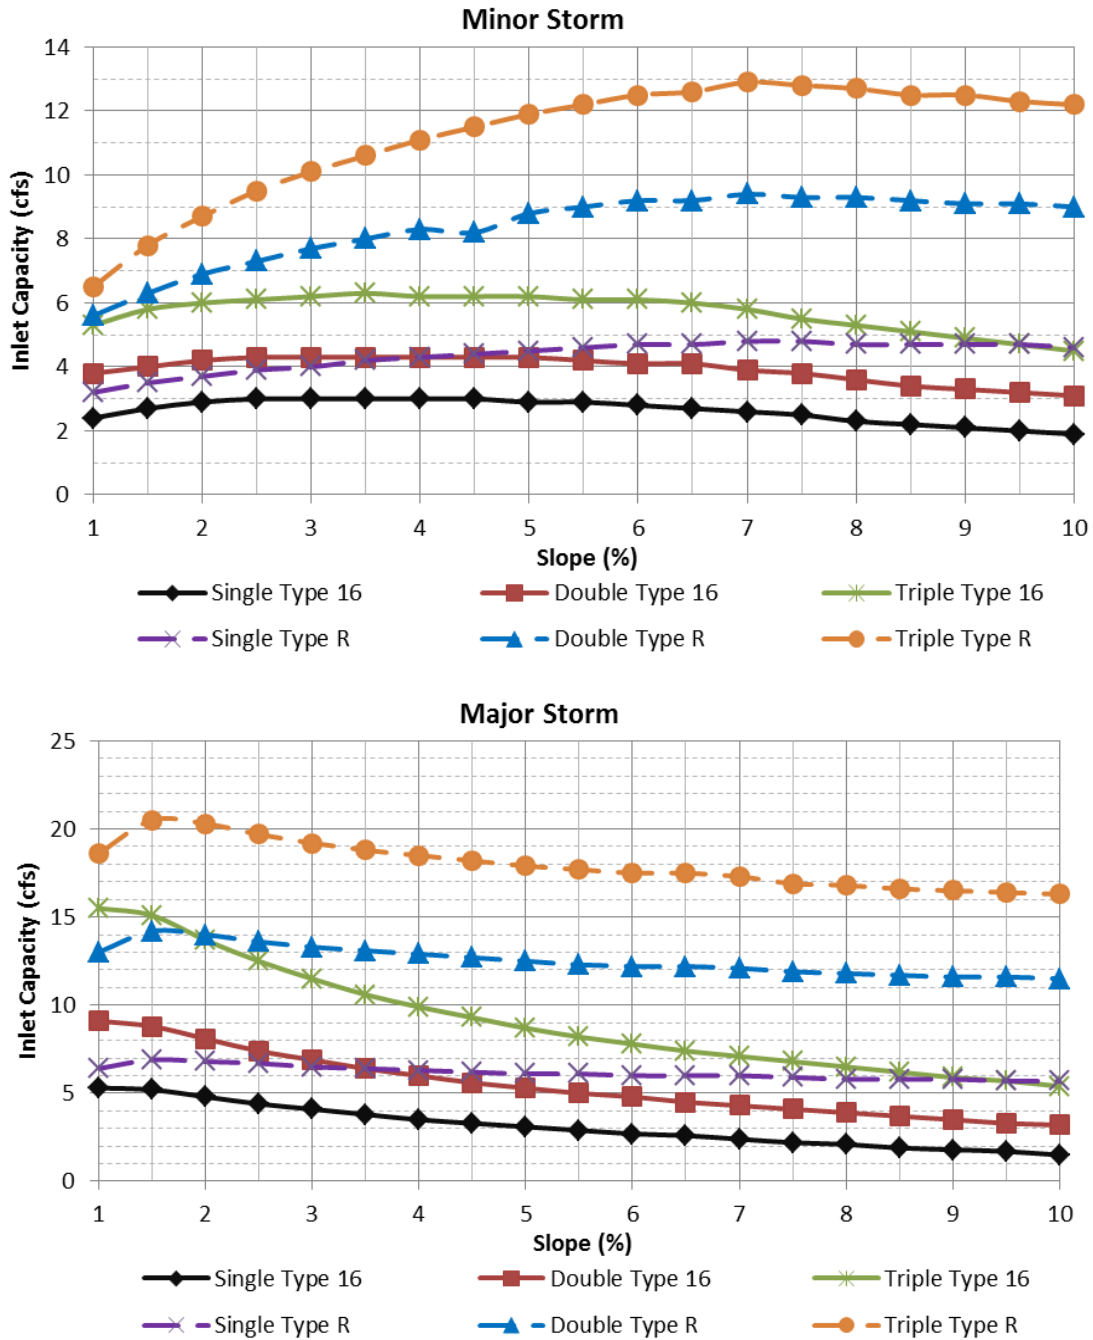 Minor Storm
14
12
10
8
6
4
2
0
Inlet Capacity (cfs)
1 2 3 4 5 6 7 8 9 10
Slope (%)
Single Type 16 Double Type 16 Triple Type 16
Single Type R Double Type R Triple Type R
Major Storm
25
20
15
10
5
0
Inlet Capacity (cfs)
1 2 3 4 5 6 7 8 9 10
Slope (%)
Single Type 16 Double Type 16 Triple Type 16
Single Type R Double Type R Triple Type R